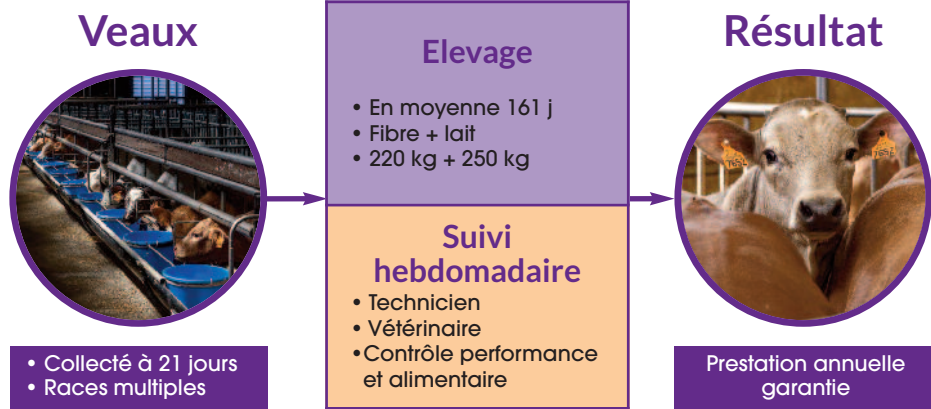 Veaux
• Collecté à 21 jours
• Races multiples
Elevage
• En moyenne 161 j
• Fibre + lait
• 220 kg + 250 kg
Suivi
hebdomadaire
• Technicien
• Vétérinaire
•Contrôle performance
et alimentaire
Résultat
Prestation annuelle
garantie